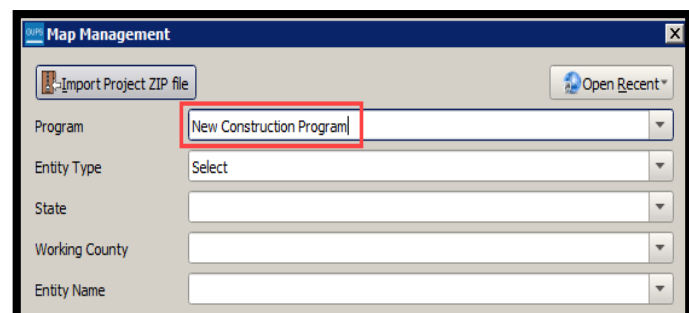 GUPS Map Management
Import Project ZIP file Open Recent
Program New Construction Program
Entity Type Select
State
Working County
Entity Name